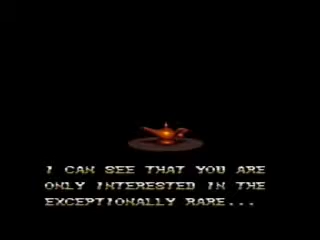 I CAN SEE THAT YOU ARE
ONLY INTERESTED IN THE
EXCEPTIONALLY RARE...